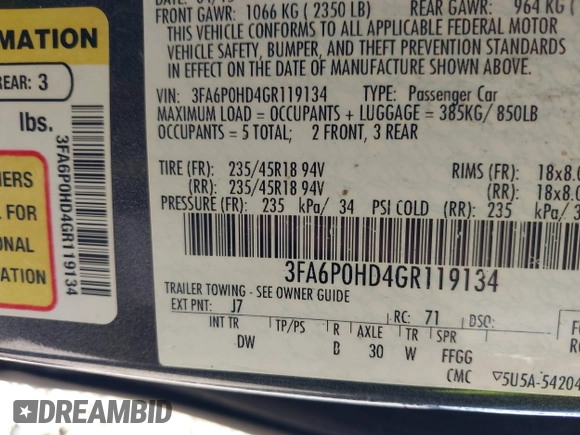 FRONT GAWR: 1066 KG ( 2350 LB) REAR GAWR: 964 KG (
THIS VEHICLE CONFORMS TO ALL APPLICABLE FEDERAL MOTOR
VEHICLE SAFETY, BUMPER, AND THEFT PREVENTION STANDARDS
IN EFFECT ON THE DATE OF MANUFACTURE SHOWN ABOVE.
VIN: 3FA6P0HD4GR119134 TYPE: Passenger Car
MAXIMUM LOAD = OCCUPANTS + LUGGAGE = 385KG/ 850LB
OCCUPANTS = 5 TOTAL; 2 FRONT, 3 REAR
TIRE (FR): 235/45R18 94V RIMS (FR): 18x8.0
(RR): 235/45R18 94V (RR): 18x8.0
PRESSURE (FR): 235 kPa/ 34 PSI COLD (RR): 235 kPa/
3FA6P0HD4GR119134
TRAILER TOWING - SEE OWNER GUIDE
EXT PNT: J7 RC: 71 DSO:
INT TR TP/PS R AXLE TR SPR
DW B 30 W FFGG
CMC ▽5U5A-54204
REAR: 3
lbs.
3FA6P0HD4GR119134
L FOR
DREAMBID